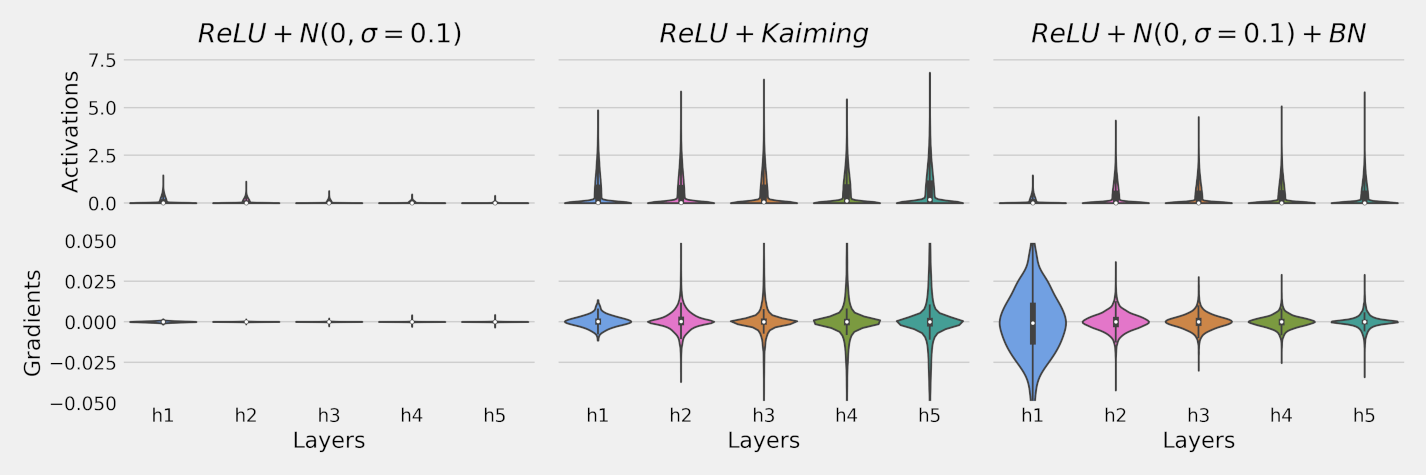 ReLU + N(0, σ = 0.1)
ReLU + Kaiming
ReLU + N(0, σ = 0.1) + BN
Activations
7.5
5.0
2.5
0.0
Gradients
0.050
0.025
0.000
−0.025
−0.050
h1 h2 h3 h4 h5
h1 h2 h3 h4 h5
h1 h2 h3 h4 h5
Layers
Layers
Layers